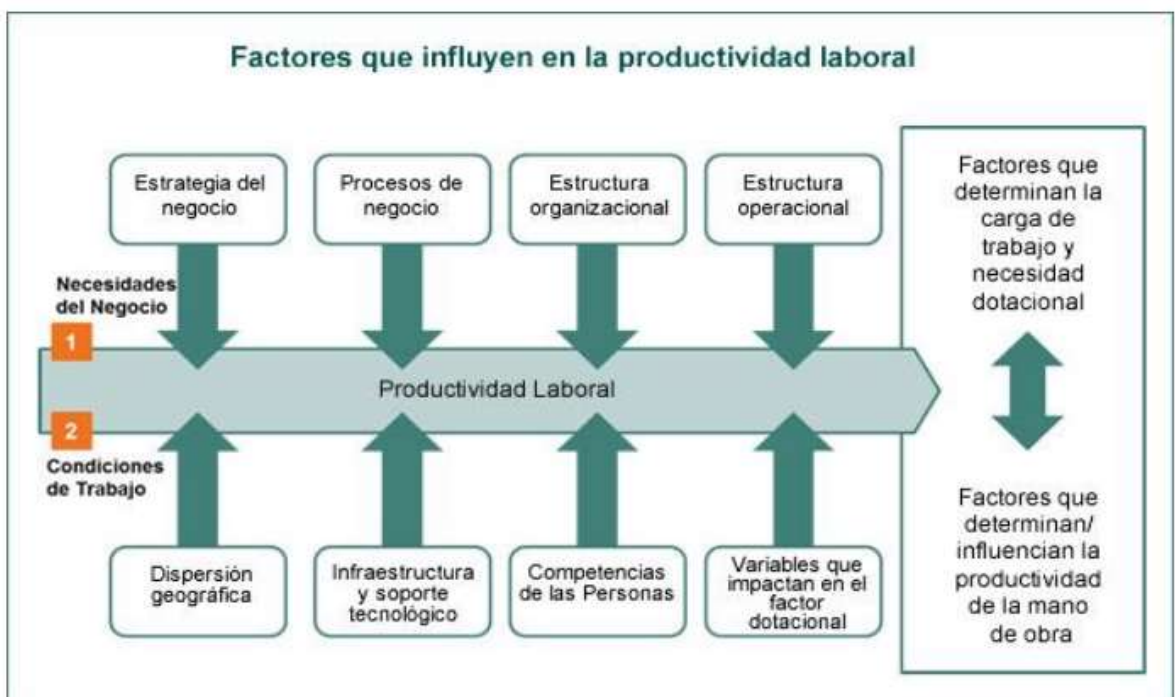 Factores que influyen en la productividad laboral
Estrategia del
negocio
Procesos de
negocio
Estructura
organizacional
Estructura
operacional
Necesidades
del Negocio
1
Productividad Laboral
2
Condiciones
de Trabajo
Dispersión
geográfica
Infraestructura
y soporte
tecnológico
Competencias
de las Personas
Variables que
impactan en el
factor
dotacional
Factores que
determinan la
carga de
trabajo y
necesidad
dotacional
Factores que
determinan/
influencian la
productividad
de la mano
de obra